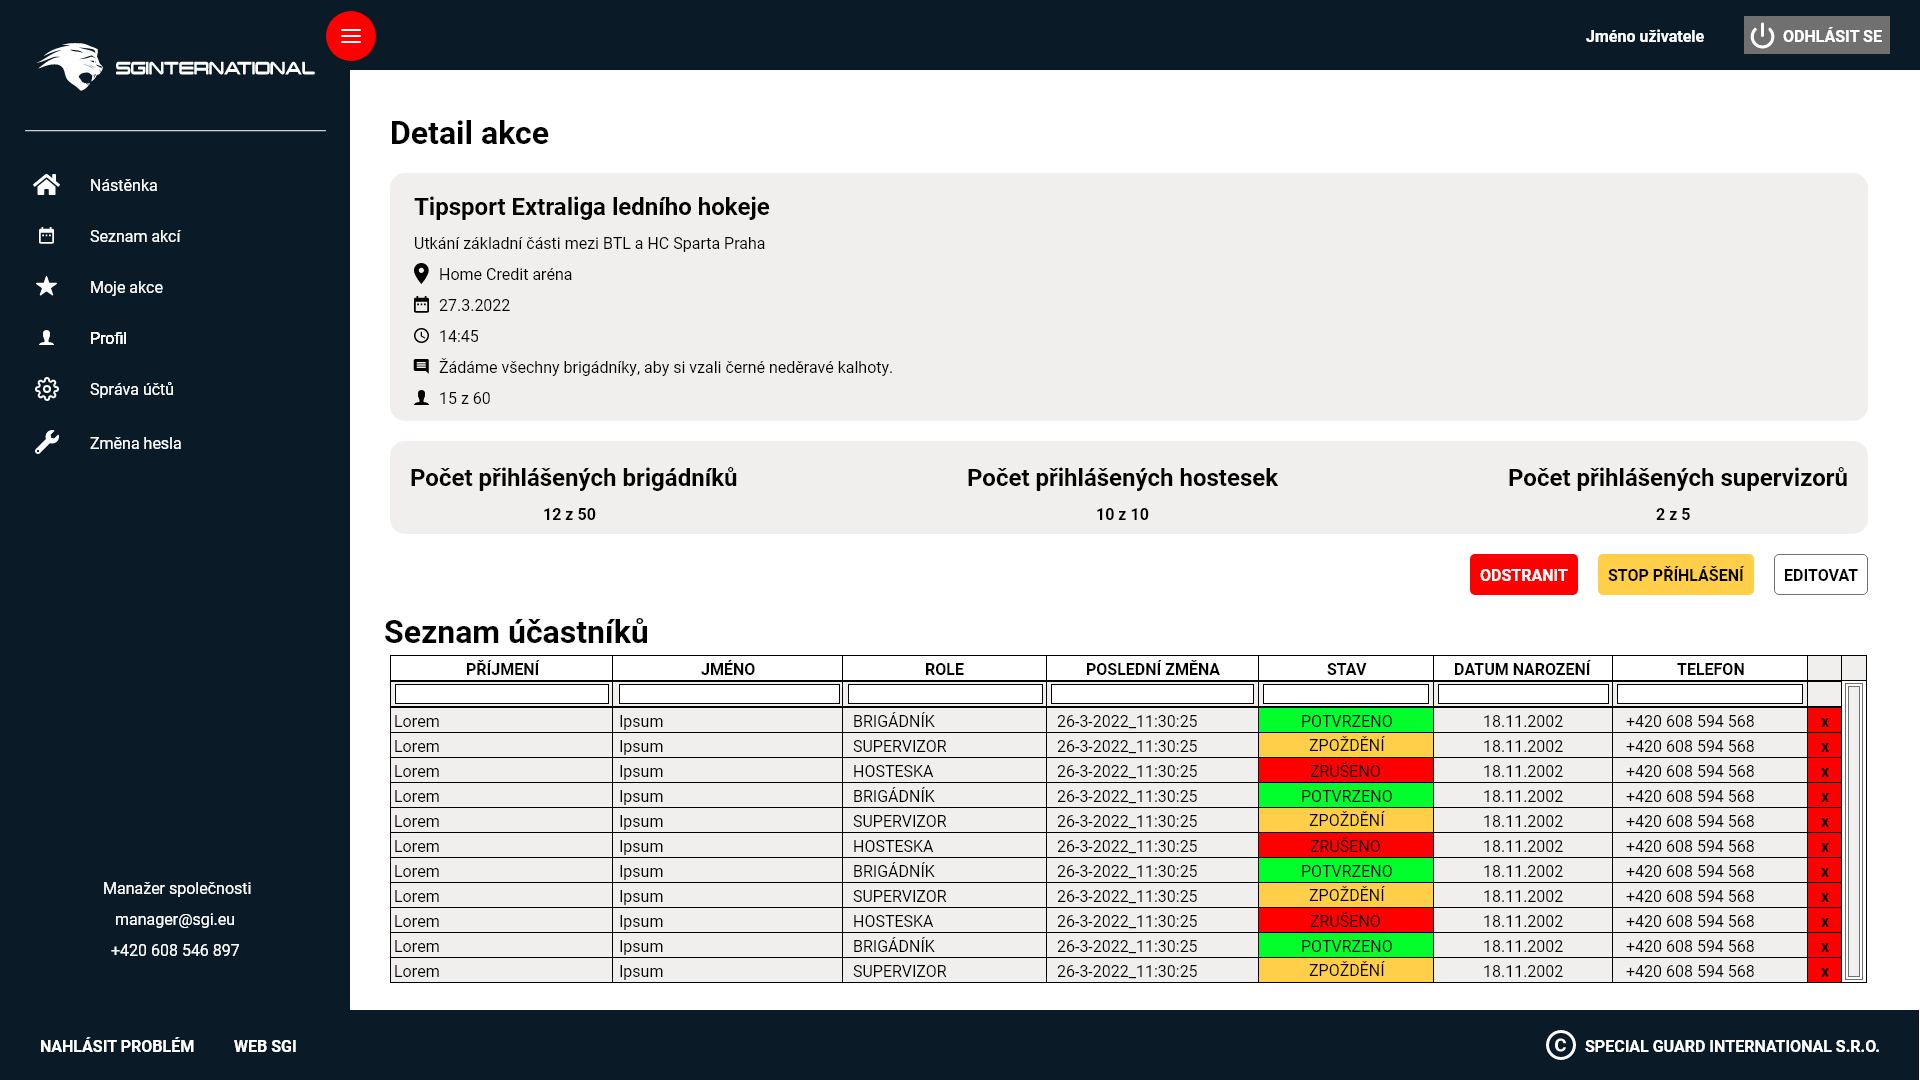 SGINTERNATIONAL
Jméno uživatele
ODHLÁSIT SE
Nástěnka
Seznam akcí
Moje akce
Profil
Správa účtů
Změna hesla
Manažer společnosti
manager@sgi.eu
+420 608 546 897
Detail akce
Tipsport Extraliga ledního hokeje
Utkání základní části mezi BTL a HC Sparta Praha
Home Credit aréna
27.3.2022
14:45
Žádáme všechny brigádníky, aby si vzali černé neděravé kalhoty.
15 z 60
Počet přihlášených brigádníků Počet přihlášených hostesek Počet přihlášených supervizorů
12 z 50 10 z 10 2 z 5
ODSTRANIT STOP PŘÍHLÁŠENÍ EDITOVAT
Seznam účastníků
PŘÍJMENÍ JMÉNO ROLE POSLEDNÍ ZMĚNA STAV DATUM NAROZENÍ TELEFON
Lorem Ipsum BRIGÁDNÍK 26-3-2022_11:30:25 POTVRZENO 18.11.2002 +420 608 594 568 x
Lorem Ipsum SUPERVIZOR 26-3-2022_11:30:25 ZPOŽDĚNÍ 18.11.2002 +420 608 594 568 x
Lorem Ipsum HOSTESKA 26-3-2022_11:30:25 ZRUŠENO 18.11.2002 +420 608 594 568 x
Lorem Ipsum BRIGÁDNÍK 26-3-2022_11:30:25 POTVRZENO 18.11.2002 +420 608 594 568 x
Lorem Ipsum SUPERVIZOR 26-3-2022_11:30:25 ZPOŽDĚNÍ 18.11.2002 +420 608 594 568 x
Lorem Ipsum HOSTESKA 26-3-2022_11:30:25 ZRUŠENO 18.11.2002 +420 608 594 568 x
Lorem Ipsum BRIGÁDNÍK 26-3-2022_11:30:25 POTVRZENO 18.11.2002 +420 608 594 568 x
Lorem Ipsum SUPERVIZOR 26-3-2022_11:30:25 ZPOŽDĚNÍ 18.11.2002 +420 608 594 568 x
Lorem Ipsum HOSTESKA 26-3-2022_11:30:25 ZRUŠENO 18.11.2002 +420 608 594 568 x
Lorem Ipsum BRIGÁDNÍK 26-3-2022_11:30:25 POTVRZENO 18.11.2002 +420 608 594 568 x
Lorem Ipsum SUPERVIZOR 26-3-2022_11:30:25 ZPOŽDĚNÍ 18.11.2002 +420 608 594 568 x
NAHLÁSIT PROBLÉM WEB SGI © SPECIAL GUARD INTERNATIONAL S.R.O.